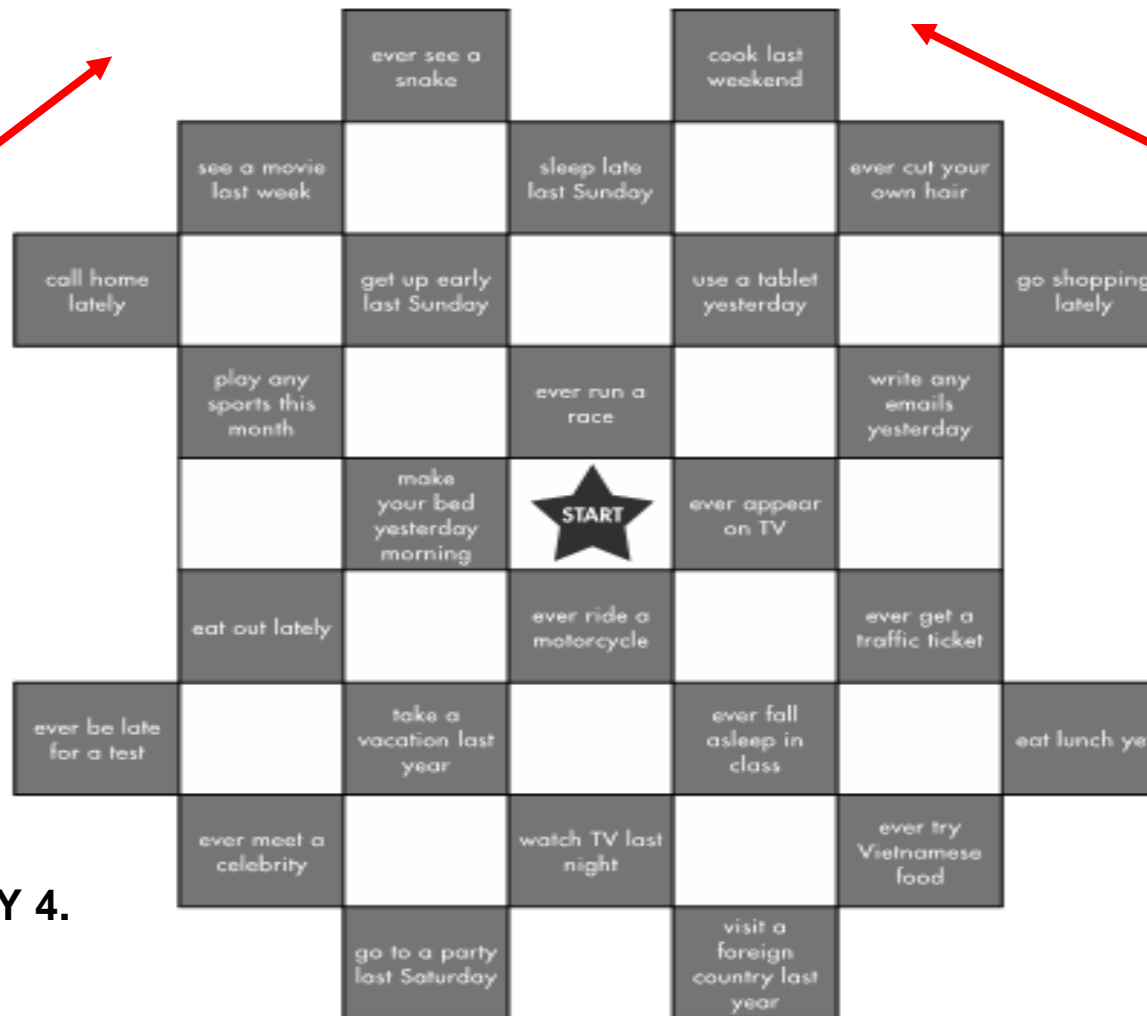 ever see a
snake
cook last
weekend
see a movie
last week
sleep late
last Sunday
ever cut your
own hair
call home
lately
get up early
last Sunday
use a tablet
yesterday
go shopping
lately
play any
sports this
month
ever run a
race
write any
emails
yesterday
make
your bed
yesterday
morning
START
ever appear
on TV
eat out lately
ever ride a
motorcycle
ever get a
traffic ticket
ever be late
for a test
take a
vacation last
year
ever fall
asleep in
class
eat lunch ye
ever meet a
celebrity
watch TV last
night
ever try
Vietnamese
food
Y 4.
go to a party
last Saturday
visit a
foreign
country last
year